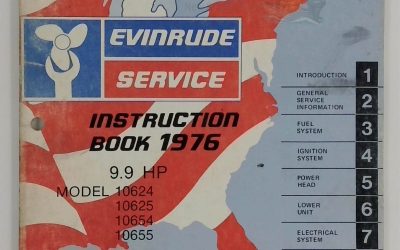 EVINRUDE
SERVICE
INSTRUCTION
BOOK 1976
9.9 HP
MODEL 10624
10625
10654
10655
INTRODUCTION 1
GENERAL
SERVICE
INFORMATION 2
FUEL
SYSTEM 3
IGNITION
SYSTEM 4
POWER
HEAD 5
LOWER
UNIT 6
ELECTRICAL
SYSTEM 7